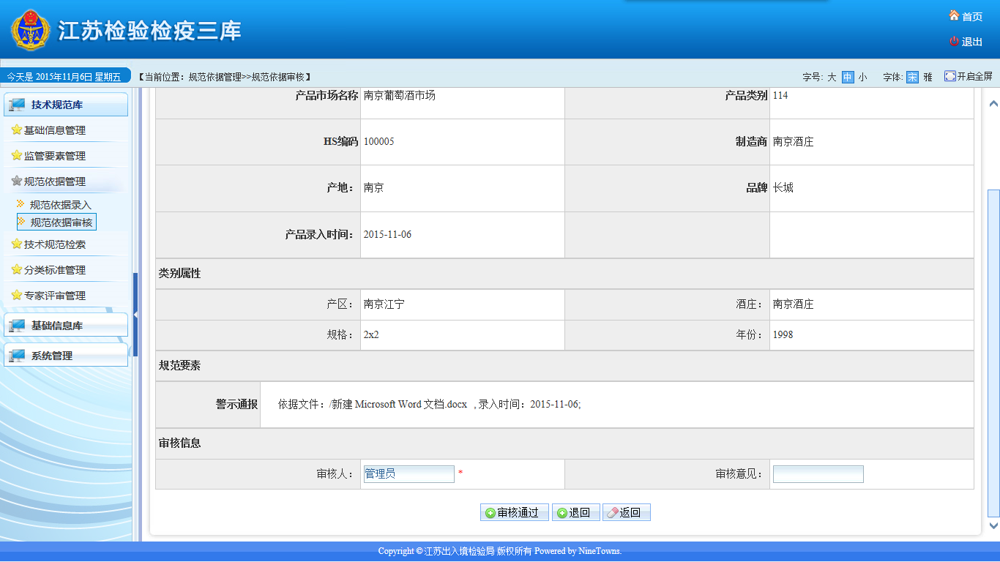 江苏检验检疫三库
首页
退出
今天是 2015年11月6日 星期五
【当前位置：规范依据管理>>规范依据审核】
字号: 大 中 小 字体: 宋 雅 开启全屏
技术规范库
基础信息管理
监管要素管理
规范依据管理
规范依据录入
规范依据审核
技术规范检索
分类标准管理
专家评审管理
基础信息库
系统管理
产品市场名称 南京葡萄酒市场 产品类别 114
HS编码 100005 制造商 南京酒庄
产地： 南京 品牌 长城
产品录入时间： 2015-11-06
类别属性
产区： 南京江宁 酒庄： 南京酒庄
规格： 2x2 年份： 1998
规范要素
警示通报 依据文件：/新建 Microsoft Word 文档.docx , 录入时间：2015-11-06;
审核信息
审核人： 管理员 * 审核意见：
审核通过 退回 返回
Copyright © 江苏出入境检验局 版权所有 Powered by NineTowns.